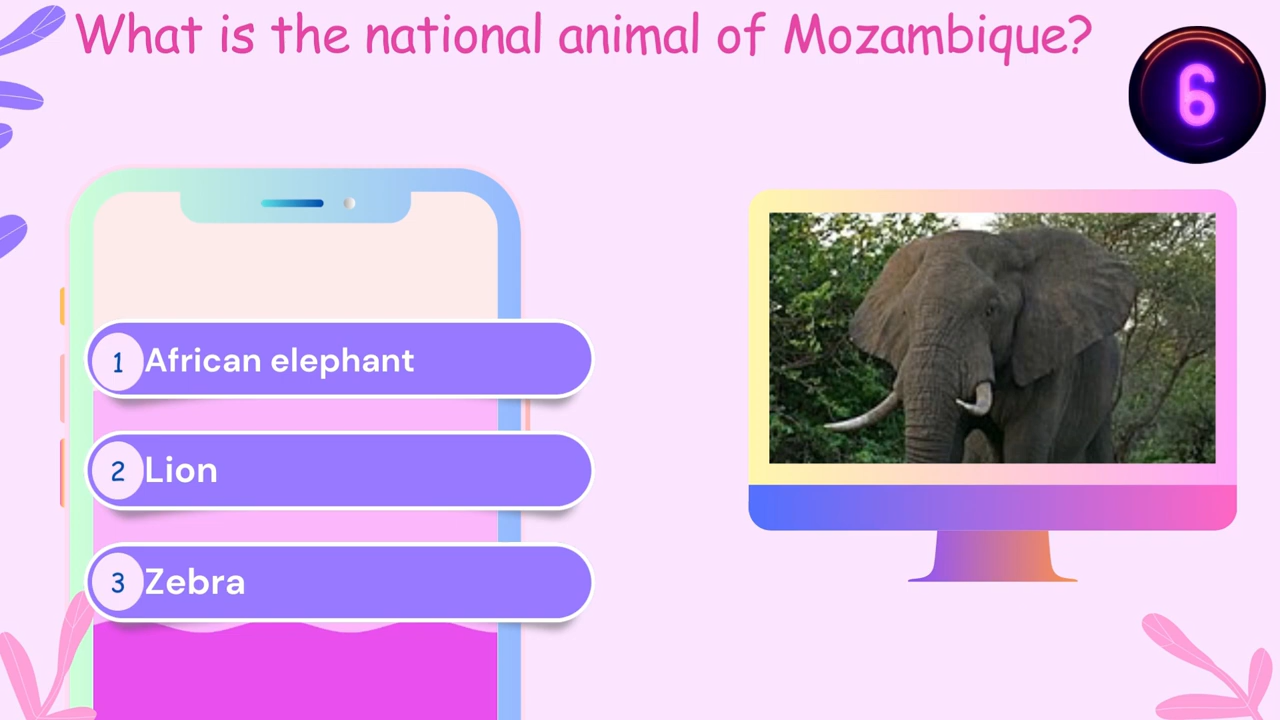 What is the national animal of Mozambique?
6
1 African elephant
2 Lion
3 Zebra